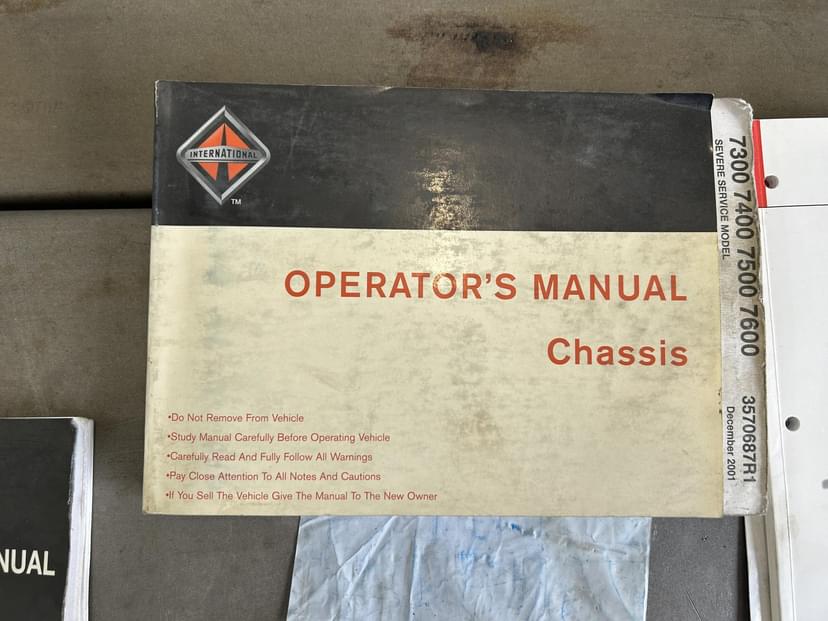 INTERNATIONAL
TM
OPERATOR'S MANUAL
Chassis
•Do Not Remove From Vehicle
•Study Manual Carefully Before Operating Vehicle
•Carefully Read And Fully Follow All Warnings
•Pay Close Attention To All Notes And Cautions
•If You Sell The Vehicle Give The Manual To The New Owner
7300 7400 7500 7600
SEVERE SERVICE MODEL
3570687R1
December 2001
NUAL